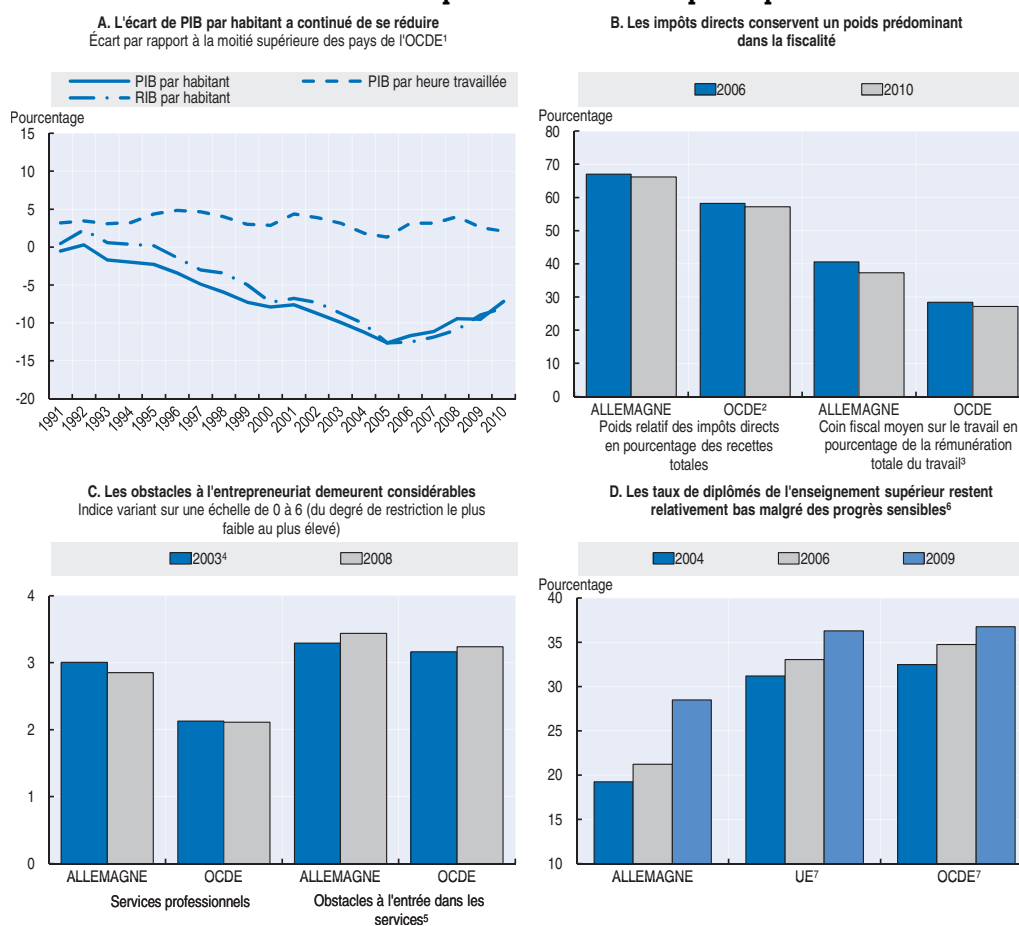 A. L'écart de PIB par habitant a continué de se réduire
Écart par rapport à la moitié supérieure des pays de l'OCDE¹
PIB par habitant
PIB par heure travaillée
RIB par habitant
Pourcentage
15
10
5
0
-5
-10
-15
-20
1991
1992
1993
1994
1995
1996
1997
1998
1999
2000
2001
2002
2003
2004
2005
2006
2007
2008
2009
2010
B. Les impôts directs conservent un poids prédominant
dans la fiscalité
2006
2010
Pourcentage
80
70
60
50
40
30
20
10
0
ALLEMAGNE
OCDE²
ALLEMAGNE
OCDE
Poids relatif des impôts directs
en pourcentage des recettes
totales
Coin fiscal moyen sur le travail en
pourcentage de la rémunération
totale du travail³
C. Les obstacles à l'entrepreneuriat demeurent considérables
Indice variant sur une échelle de 0 à 6 (du degré de restriction le plus
faible au plus élevé)
2003⁴
2008
4
3
2
1
0
ALLEMAGNE
OCDE
ALLEMAGNE
OCDE
Services professionnels
Obstacles à l'entrée dans les
services⁵
D. Les taux de diplômés de l'enseignement supérieur restent
relativement bas malgré des progrès sensibles⁶
2004
2006
2009
Pourcentage
40
35
30
25
20
15
10
ALLEMAGNE
UE⁷
OCDE⁷